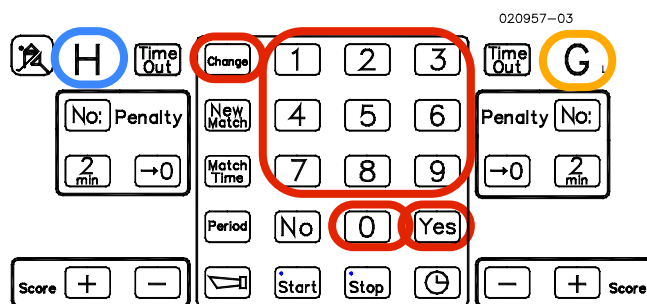 020957-03
H Time Out Change 1 2 3 Time Out G
No: Penalty New Match 4 5 6 Penalty No:
2 min →0 Match Time 7 8 9 →0 2 min
Period No 0 Yes
Score + − Start Stop − + Score